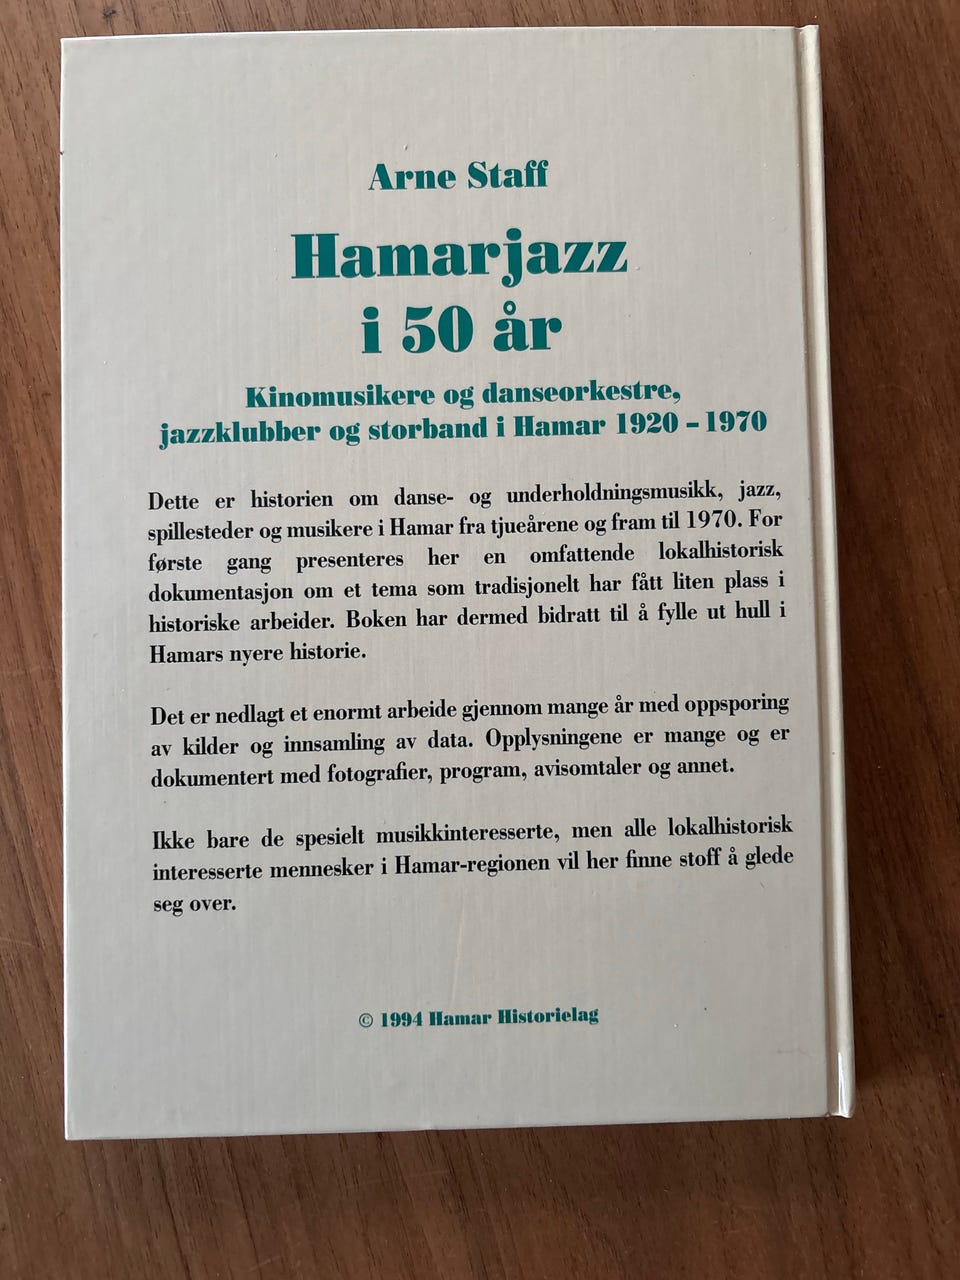 Arne Staff
Hamarjazz
i 50 år
Kinomusikere og danseorkestre,
jazzklubber og storband i Hamar 1920 – 1970
Dette er historien om danse- og underholdningsmusikk, jazz,
spillesteder og musikere i Hamar fra tjueårene og fram til 1970. For
første gang presenteres her en omfattende lokalhistorisk
dokumentasjon om et tema som tradisjonelt har fått liten plass i
historiske arbeider. Boken har dermed bidratt til å fylle ut hull i
Hamars nyere historie.
Det er nedlagt et enormt arbeide gjennom mange år med oppsporing
av kilder og innsamling av data. Opplysningene er mange og er
dokumentert med fotografier, program, avisomtaler og annet.
Ikke bare de spesielt musikkinteresserte, men alle lokalhistorisk
interesserte mennesker i Hamar-regionen vil her finne stoff å glede
seg over.
© 1994 Hamar Historielag